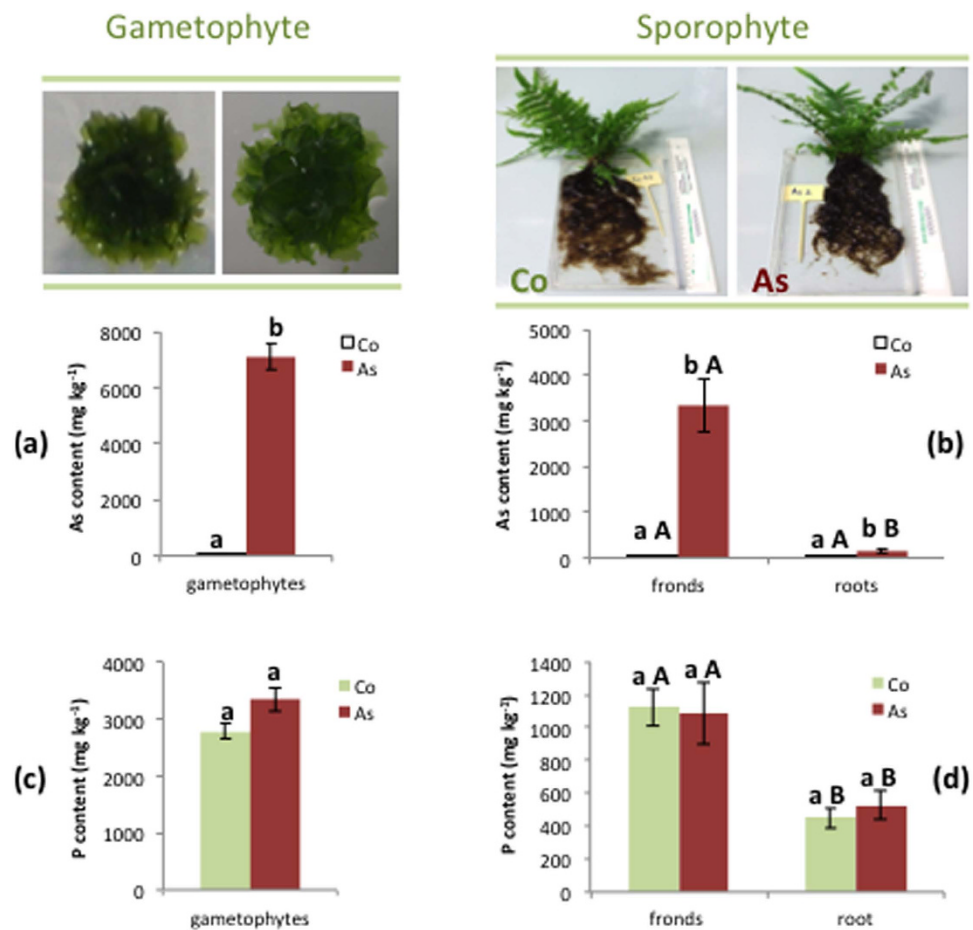 Gametophyte
Sporophyte
Co
As
(a)
As content (mg kg⁻¹)
8000
6000
4000
2000
0
a
b
Co
As
gametophytes
(b)
As content (mg kg⁻¹)
5000
4000
3000
2000
1000
0
a A
b A
a A
b B
Co
As
fronds
roots
(c)
P content (mg kg⁻¹)
4000
3000
2000
1000
0
a
a
Co
As
gametophytes
(d)
P content (mg kg⁻¹)
1400
1200
1000
800
600
400
200
0
a A
a A
a B
a B
Co
As
fronds
root